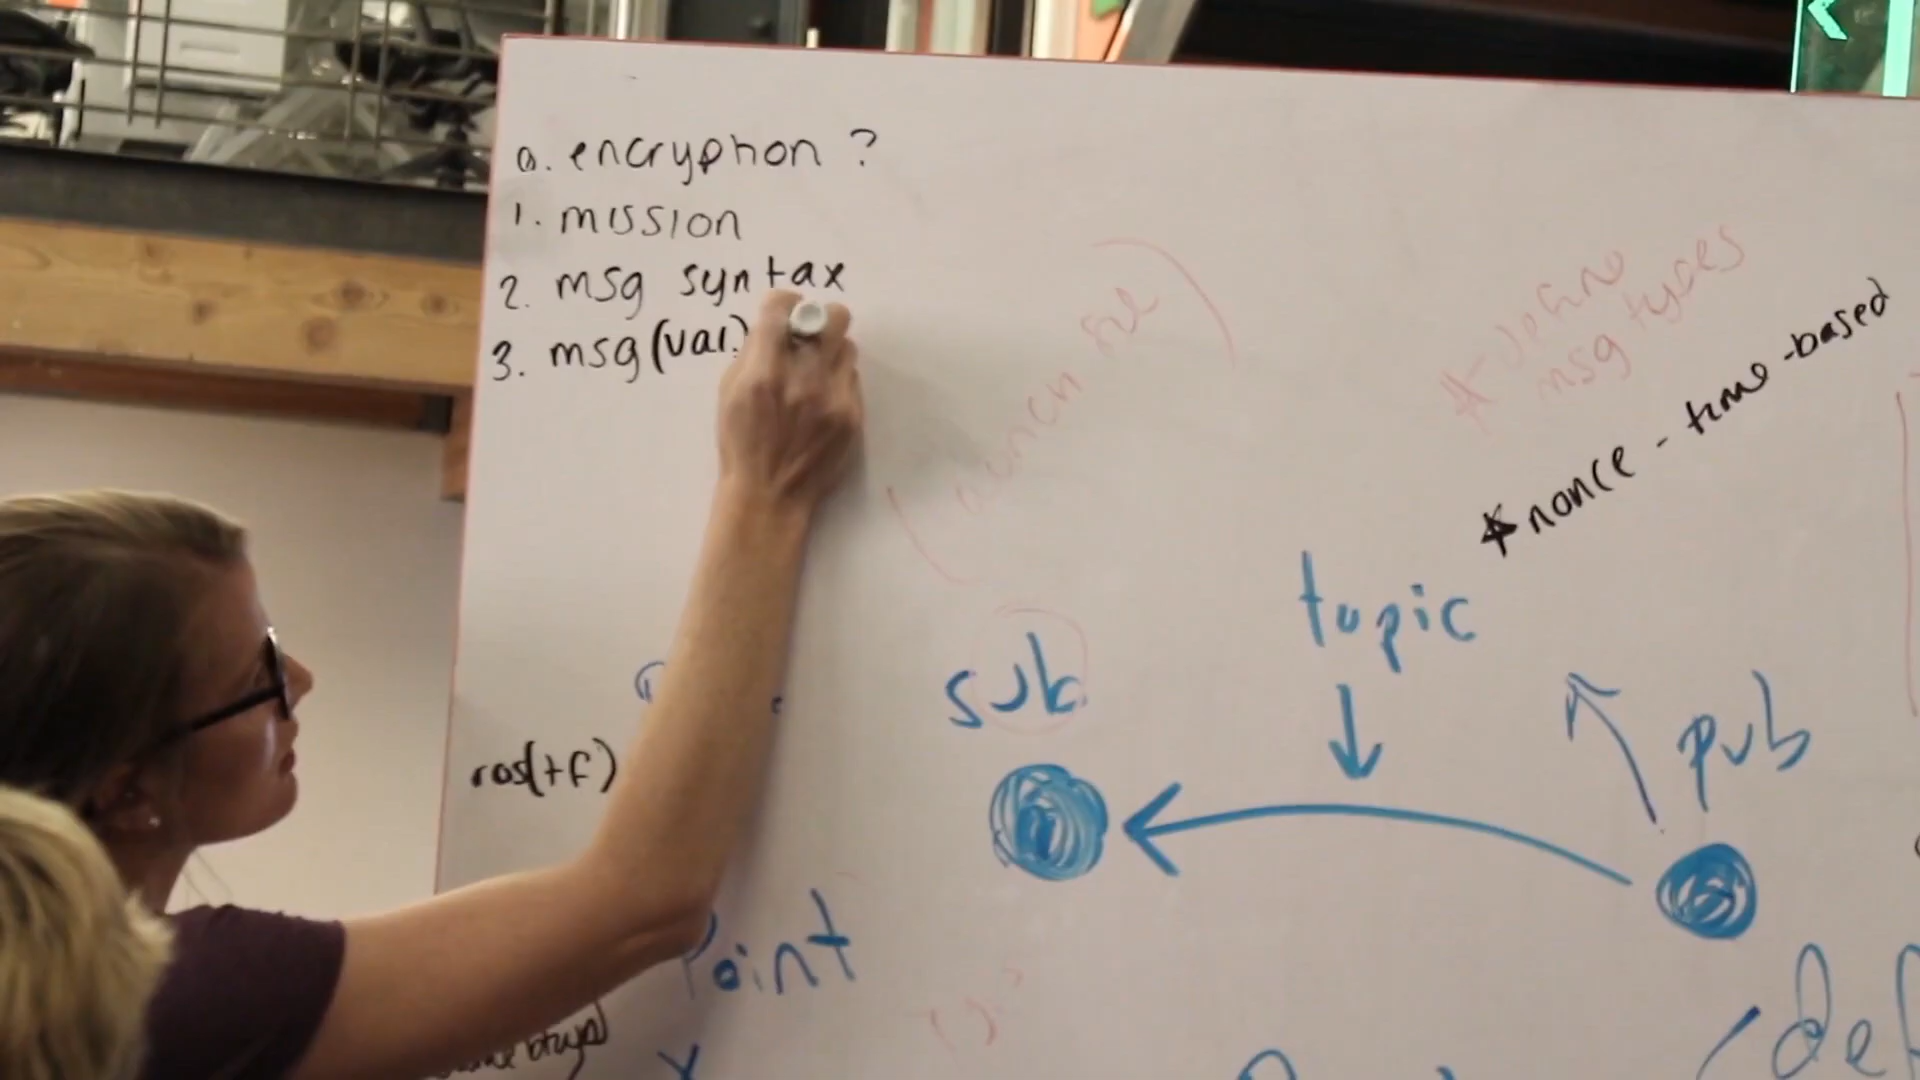 0. encryption ?
1. mission
2. msg syntax
3. msg (val)
* define
msg types
* nonce - time-based
topic
sub
pub
ros(tf)
Point